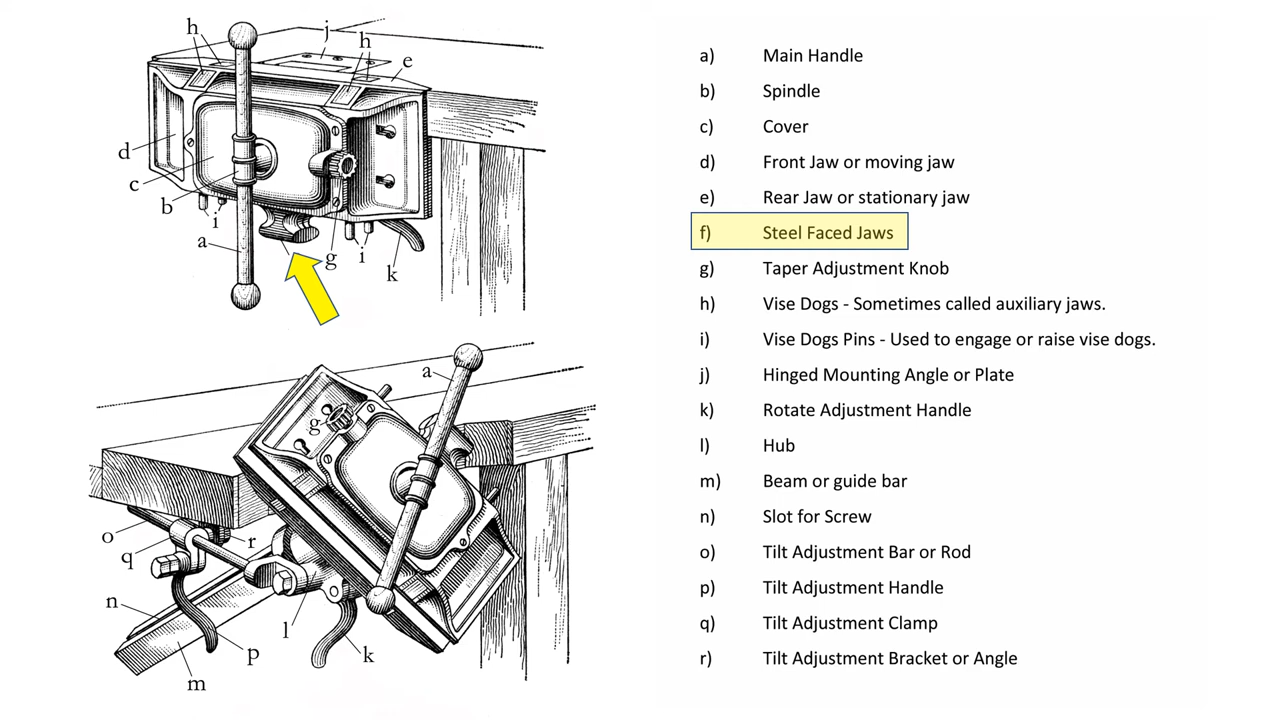 h
j
h
e
d
c
b
i
a
g
i
k
a
g
o
q
r
n
l
p
k
m
a) Main Handle
b) Spindle
c) Cover
d) Front Jaw or moving jaw
e) Rear Jaw or stationary jaw
f) Steel Faced Jaws
g) Taper Adjustment Knob
h) Vise Dogs - Sometimes called auxiliary jaws.
i) Vise Dogs Pins - Used to engage or raise vise dogs.
j) Hinged Mounting Angle or Plate
k) Rotate Adjustment Handle
l) Hub
m) Beam or guide bar
n) Slot for Screw
o) Tilt Adjustment Bar or Rod
p) Tilt Adjustment Handle
q) Tilt Adjustment Clamp
r) Tilt Adjustment Bracket or Angle